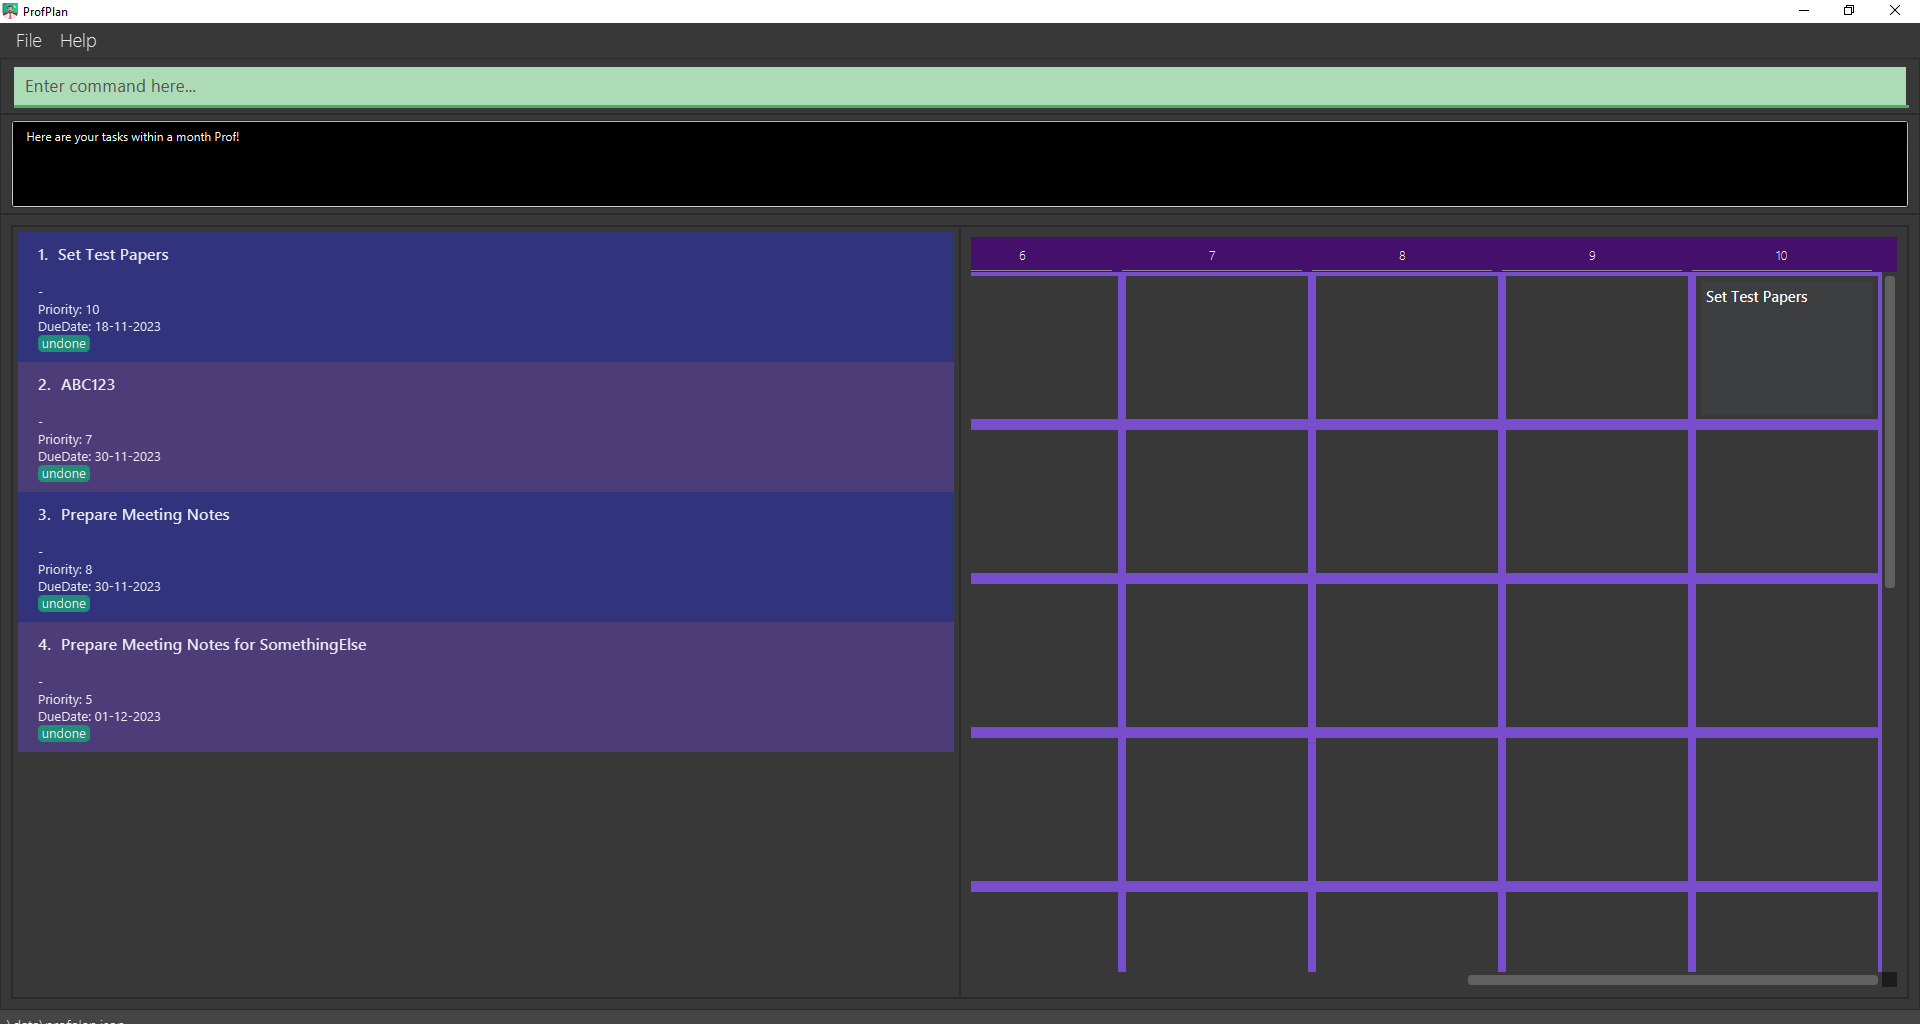 ProfPlan
File Help
Enter command here...
Here are your tasks within a month Prof!
1. Set Test Papers
-
Priority: 10
DueDate: 18-11-2023
undone
2. ABC123
-
Priority: 7
DueDate: 30-11-2023
undone
3. Prepare Meeting Notes
-
Priority: 8
DueDate: 30-11-2023
undone
4. Prepare Meeting Notes for SomethingElse
-
Priority: 5
DueDate: 01-12-2023
undone
6 7 8 9 10
Set Test Papers